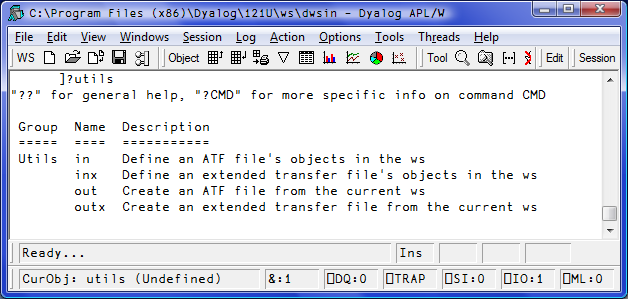 C:\Program Files (x86)\Dyalog\121U\ws\dwsin - Dyalog APL/W
File Edit View Windows Session Log Action Options Tools Threads Help
WS Object Tool Edit Session
]?utils
"??" for general help, "?CMD" for more specific info on command CMD
Group Name Description
===== ==== ===========
Utils in Define an ATF file's objects in the ws
inx Define an extended transfer file's objects in the ws
out Create an ATF file from the current ws
outx Create an extended transfer file from the current ws
Ready... Ins
CurObj: utils (Undefined) &:1 ⎕DQ:0 ⎕TRAP ⎕SI:0 ⎕IO:1 ⎕ML:0